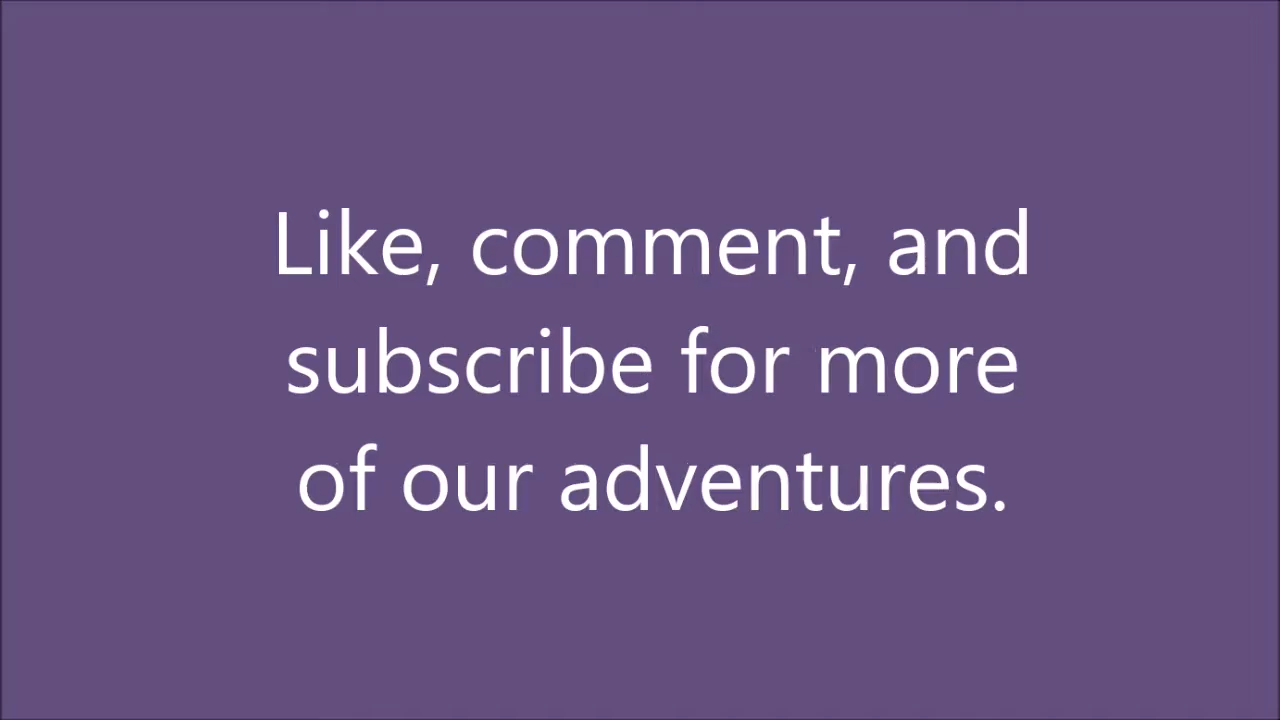 Like, comment, and
subscribe for more
of our adventures.